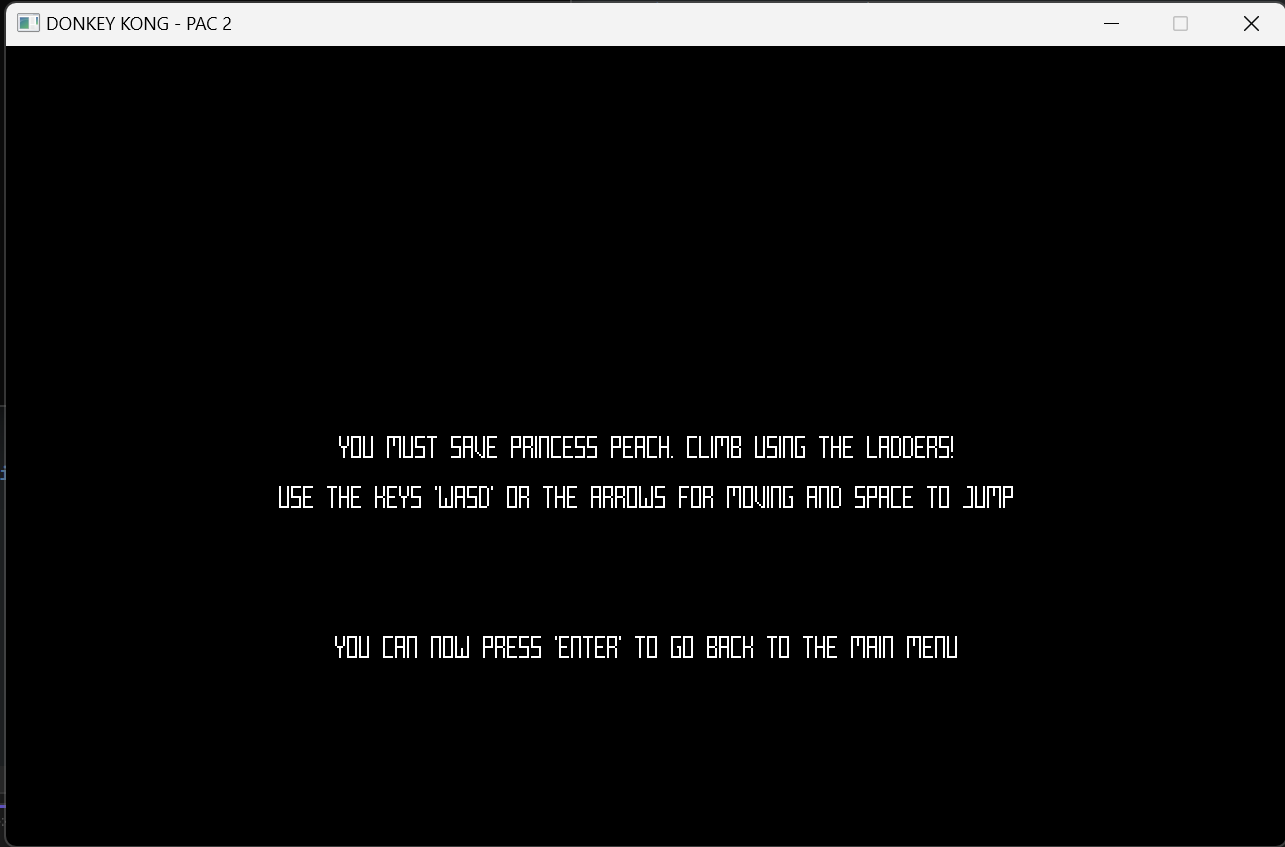 DONKEY KONG - PAC 2
YOU MUST SAVE PRINCESS PEACH. CLIMB USING THE LADDERS!
USE THE KEYS 'WASD' OR THE ARROWS FOR MOVING AND SPACE TO JUMP
YOU CAN NOW PRESS 'ENTER' TO GO BACK TO THE MAIN MENU